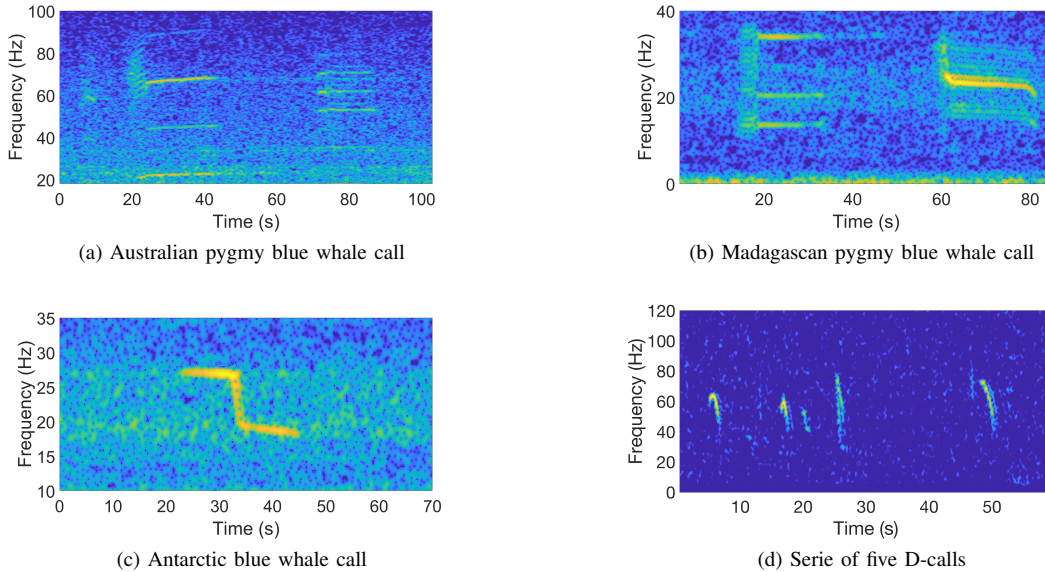 100
80
60
40
20
Frequency (Hz)
0 20 40 60 80 100
Time (s)
(a) Australian pygmy blue whale call
40
20
0
Frequency (Hz)
20 40 60 80
Time (s)
(b) Madagascan pygmy blue whale call
35
30
25
20
15
10
Frequency (Hz)
0 10 20 30 40 50 60 70
Time (s)
(c) Antarctic blue whale call
120
100
80
60
40
20
0
Frequency (Hz)
10 20 30 40 50
Time (s)
(d) Serie of five D-calls